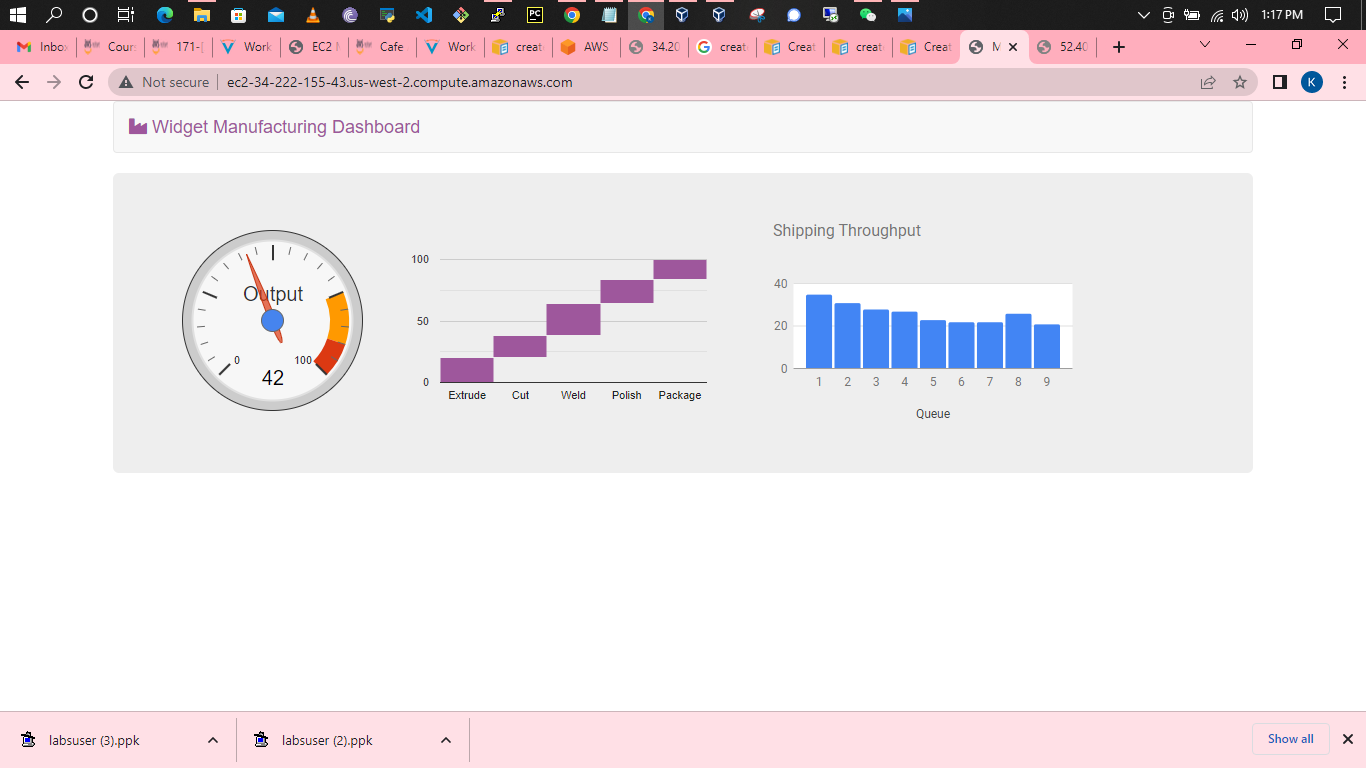 1:17 PM
Inbo
Cour
171-[
Work
EC2 M
Cafe
Work
creat
AWS
34.20
creat
Creat
creat
Creat
M
52.40
Not secure
ec2-34-222-155-43.us-west-2.compute.amazonaws.com
K
Widget Manufacturing Dashboard
Output
0
100
42
100
50
0
Extrude Cut Weld Polish Package
Shipping Throughput
40
20
0
1 2 3 4 5 6 7 8 9
Queue
labsuser (3).ppk
labsuser (2).ppk
Show all